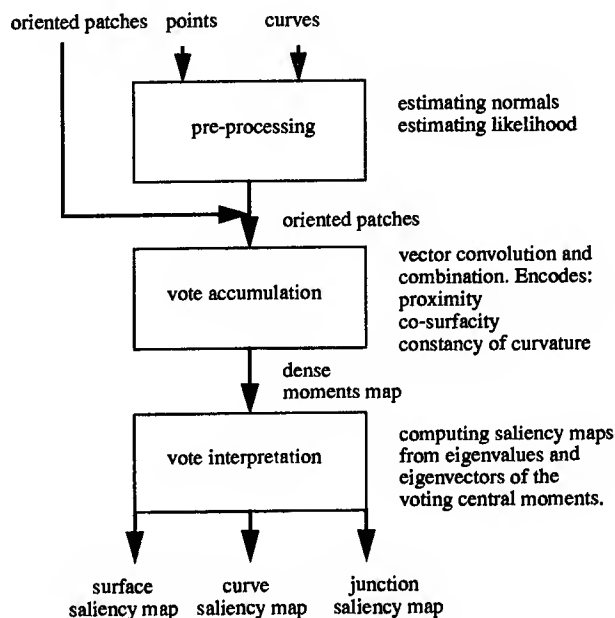 oriented patches points curves
pre-processing
estimating normals
estimating likelihood
oriented patches
vote accumulation
vector convolution and
combination. Encodes:
proximity
co-surfacity
constancy of curvature
dense
moments map
vote interpretation
computing saliency maps
from eigenvalues and
eigenvectors of the
voting central moments.
surface
saliency map
curve
saliency map
junction
saliency map